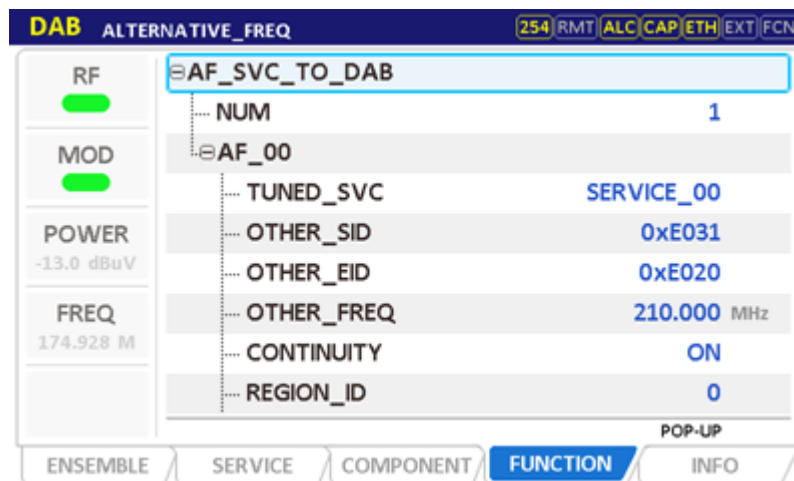 DAB ALTERNATIVE_FREQ 254 RMT ALC CAP ETH EXT FCN
RF
MOD
POWER
-13.0 dBuV
FREQ
174.928 M
AF_SVC_TO_DAB
NUM 1
AF_00
TUNED_SVC SERVICE_00
OTHER_SID 0xE031
OTHER_EID 0xE020
OTHER_FREQ 210.000 MHz
CONTINUITY ON
REGION_ID 0
POP-UP
ENSEMBLE SERVICE COMPONENT FUNCTION INFO